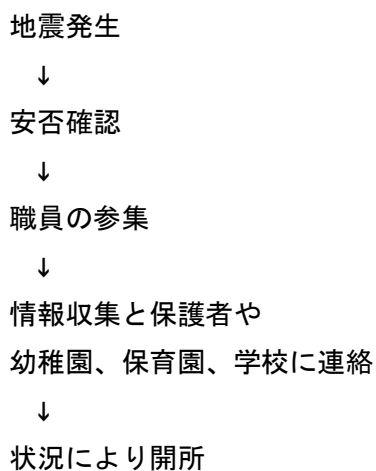 地震発生
↓
安否確認
↓
職員の参集
↓
情報収集と保護者や
幼稚園、保育園、学校に連絡
↓
状況により開所